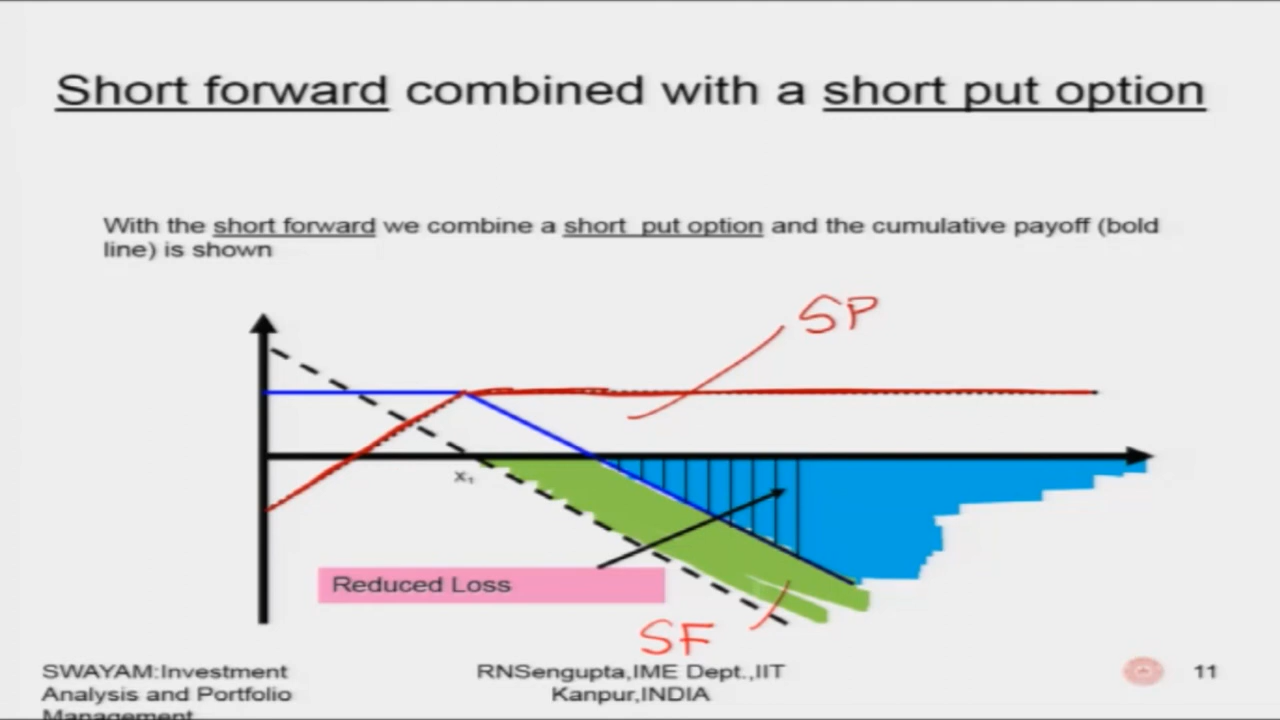 Short forward combined with a short put option
With the short forward we combine a short put option and the cumulative payoff (bold
line) is shown
SP
x₁
Reduced Loss
SF
SWAYAM:Investment
Analysis and Portfolio
Management
RNSengupta,IME Dept.,IIT
Kanpur,INDIA
11